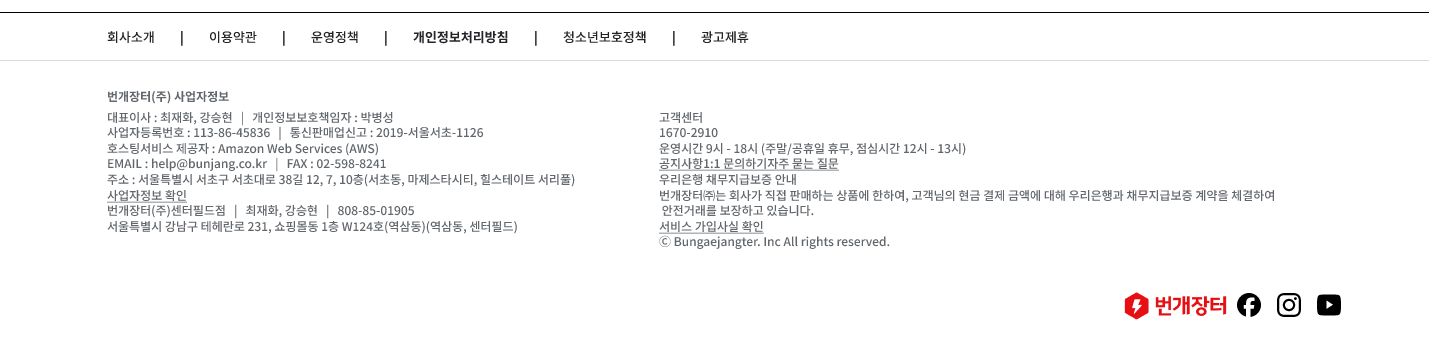 회사소개 | 이용약관 | 운영정책 | 개인정보처리방침 | 청소년보호정책 | 광고제휴
번개장터(주) 사업자정보
대표이사 : 최재화, 강승현 | 개인정보보호책임자 : 박병성
사업자등록번호 : 113-86-45836 | 통신판매업신고 : 2019-서울서초-1126
호스팅서비스 제공자 : Amazon Web Services (AWS)
EMAIL : help@bunjang.co.kr | FAX : 02-598-8241
주소 : 서울특별시 서초구 서초대로 38길 12, 7, 10층(서초동, 마제스타시티, 힐스테이트 서리풀)
사업자정보 확인
번개장터(주)센터필드점 | 최재화, 강승현 | 808-85-01905
서울특별시 강남구 테헤란로 231, 쇼핑몰동 1층 W124호(역삼동)(역삼동, 센터필드)
고객센터
1670-2910
운영시간 9시 - 18시 (주말/공휴일 휴무, 점심시간 12시 - 13시)
공지사항1:1 문의하기자주 묻는 질문
우리은행 채무지급보증 안내
번개장터㈜는 회사가 직접 판매하는 상품에 한하여, 고객님의 현금 결제 금액에 대해 우리은행과 채무지급보증 계약을 체결하여
안전거래를 보장하고 있습니다.
서비스 가입사실 확인
Ⓒ Bungaejangter. Inc All rights reserved.
번개장터